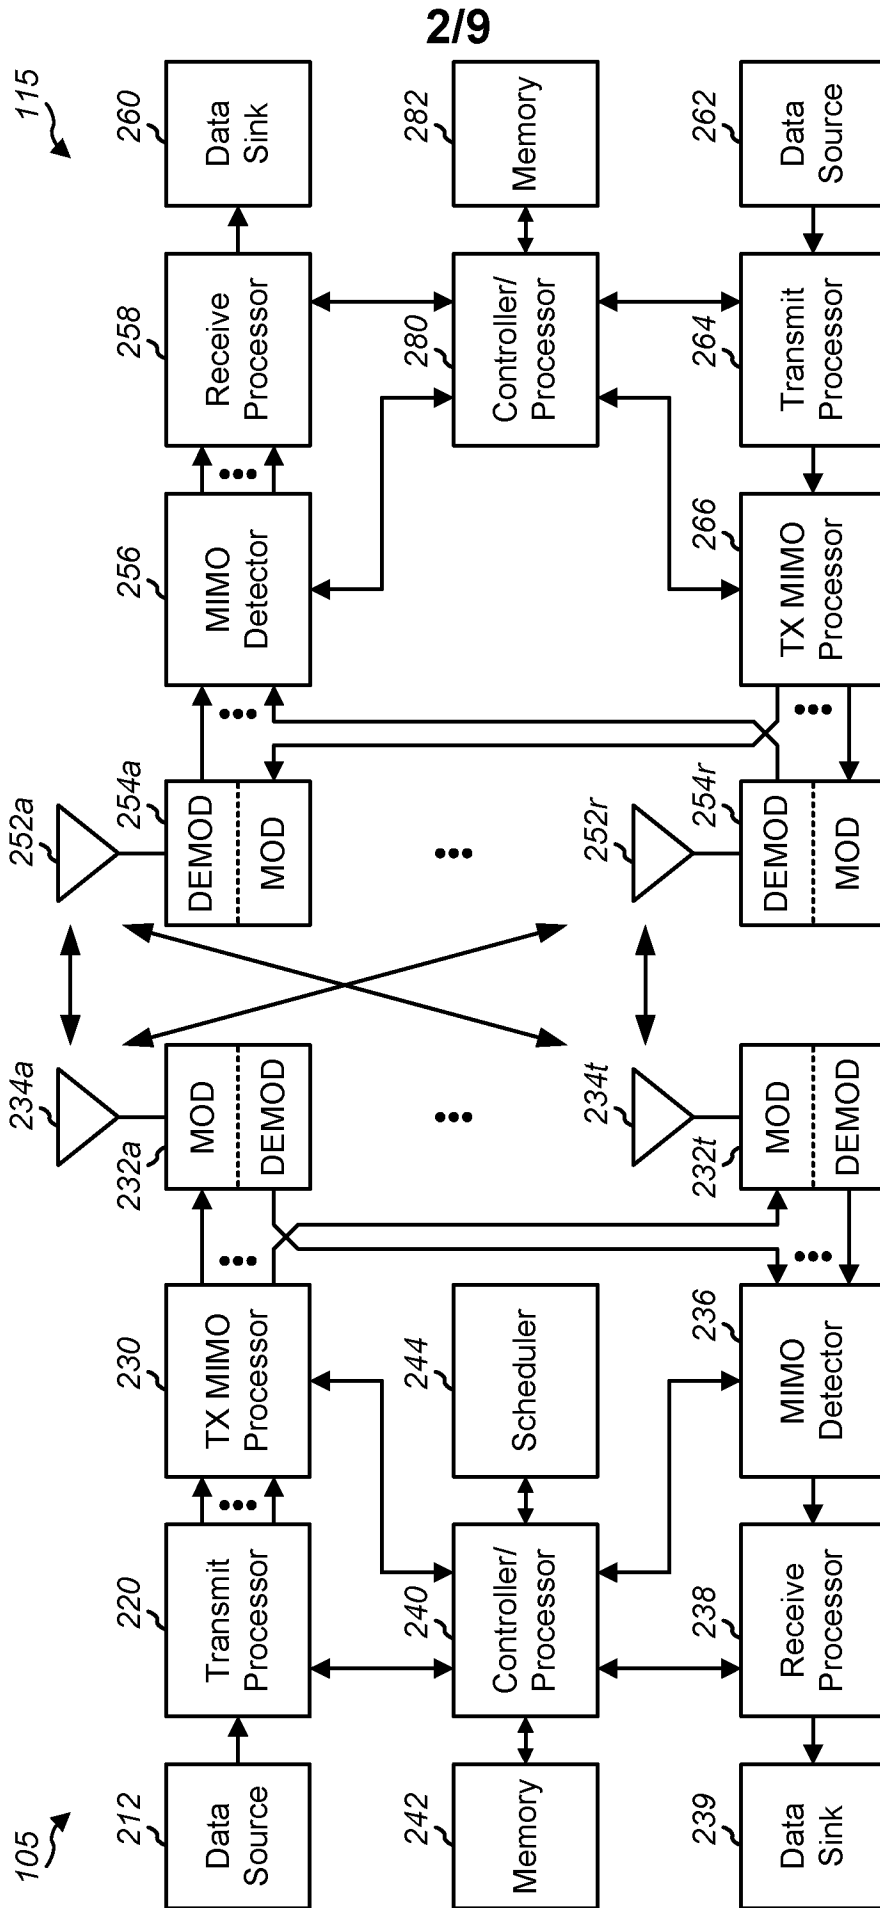 2/9
105
212
Data
Source
220
Transmit
Processor
230
TX MIMO
Processor
232a
MOD
DEMOD
234a
252a
254a
DEMOD
MOD
256
MIMO
Detector
258
Receive
Processor
260
Data
Sink
115
242
Memory
240
Controller/
Processor
244
Scheduler
280
Controller/
Processor
282
Memory
239
Data
Sink
238
Receive
Processor
236
MIMO
Detector
232t
MOD
DEMOD
234t
252r
254r
DEMOD
MOD
266
TX MIMO
Processor
264
Transmit
Processor
262
Data
Source